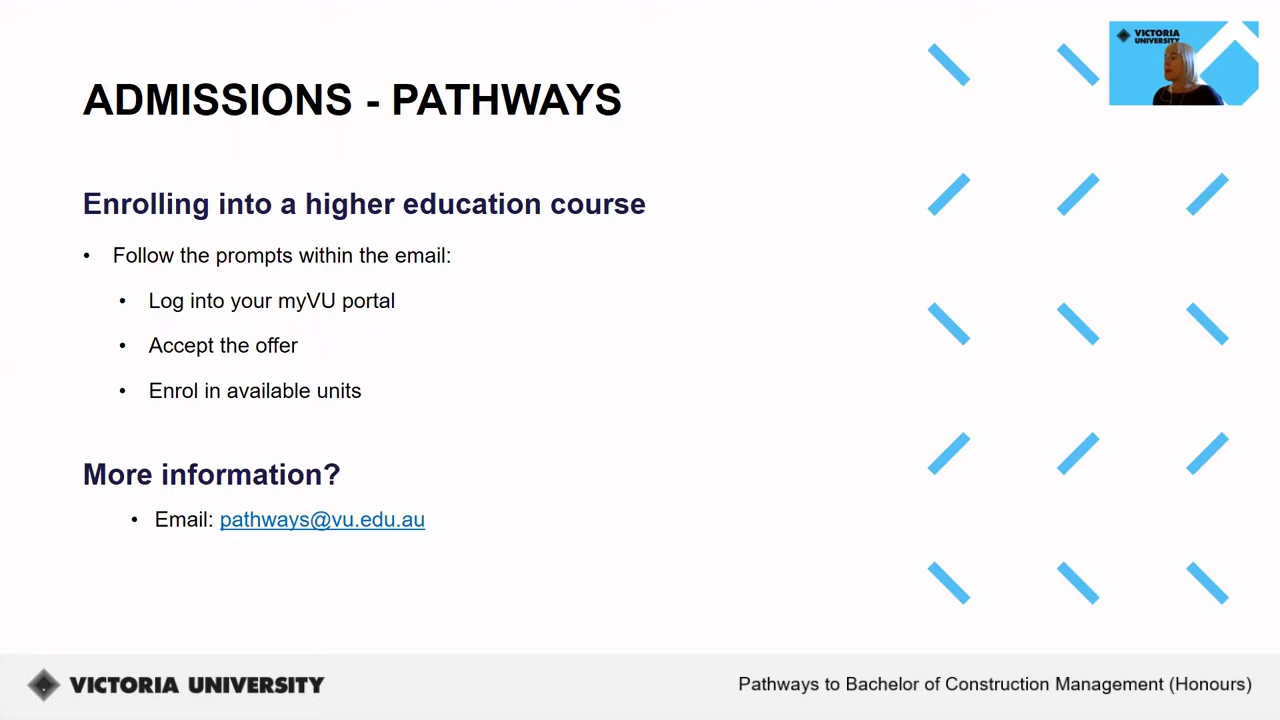 VICTORIA
UNIVERSITY
ADMISSIONS - PATHWAYS
Enrolling into a higher education course
• Follow the prompts within the email:
• Log into your myVU portal
• Accept the offer
• Enrol in available units
More information?
• Email: pathways@vu.edu.au
VICTORIA UNIVERSITY
Pathways to Bachelor of Construction Management (Honours)